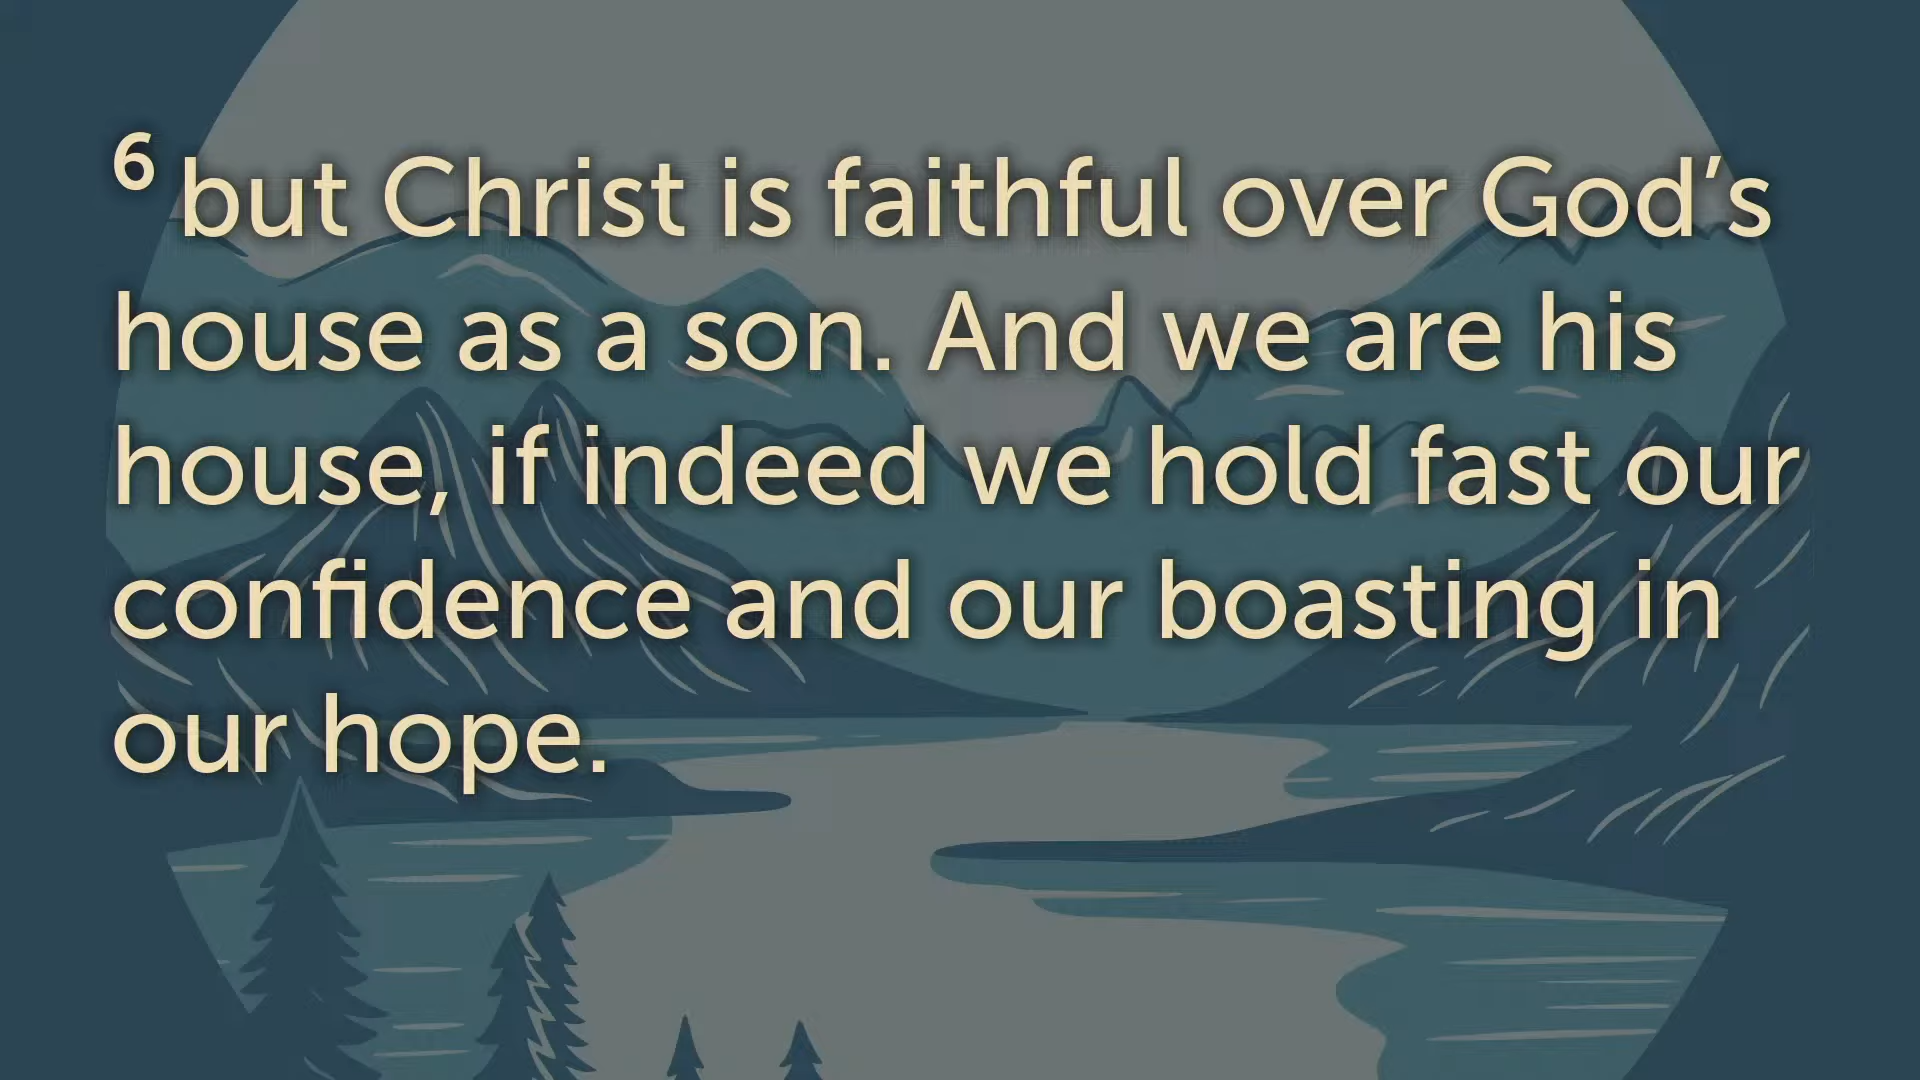 6 but Christ is faithful over God’s
house as a son. And we are his
house, if indeed we hold fast our
confidence and our boasting in
our hope.